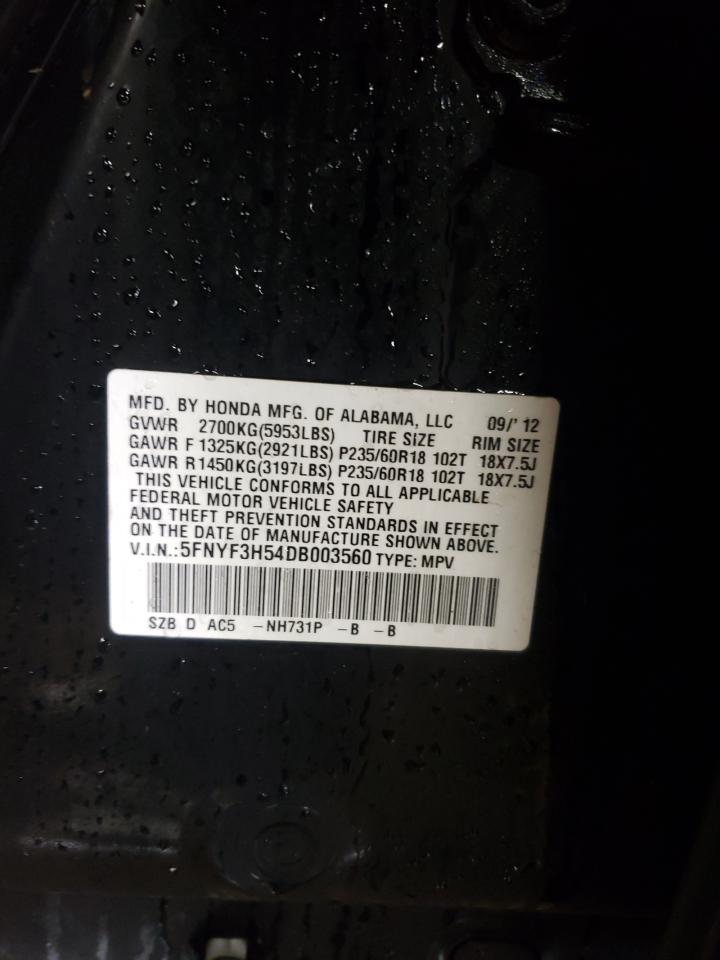 MFD. BY HONDA MFG. OF ALABAMA, LLC 09/'12
GVWR 2700KG(5953LBS) TIRE SIZE RIM SIZE
GAWR F 1325KG(2921LBS) P235/60R18 102T 18X7.5J
GAWR R1450KG(3197LBS) P235/60R18 102T 18X7.5J
THIS VEHICLE CONFORMS TO ALL APPLICABLE
FEDERAL MOTOR VEHICLE SAFETY
AND THEFT PREVENTION STANDARDS IN EFFECT
ON THE DATE OF MANUFACTURE SHOWN ABOVE.
V.I.N.:5FNYF3H54DB003560 TYPE: MPV
SZB D AC5 -NH731P -B -B